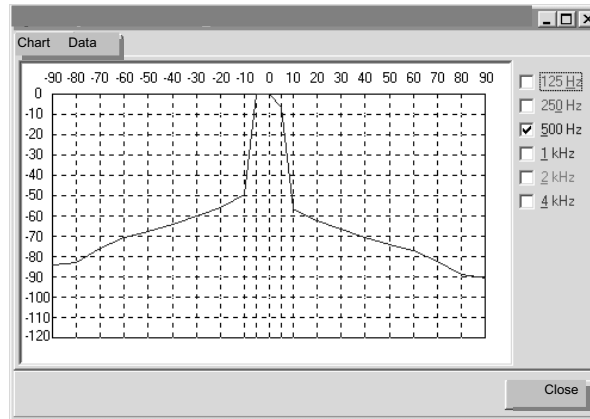 Chart Data
-90 -80 -70 -60 -50 -40 -30 -20 -10 0 10 20 30 40 50 60 70 80 90
0
-10
-20
-30
-40
-50
-60
-70
-80
-90
-100
-110
-120
125 Hz
250 Hz
500 Hz
1 kHz
2 kHz
4 kHz
Close